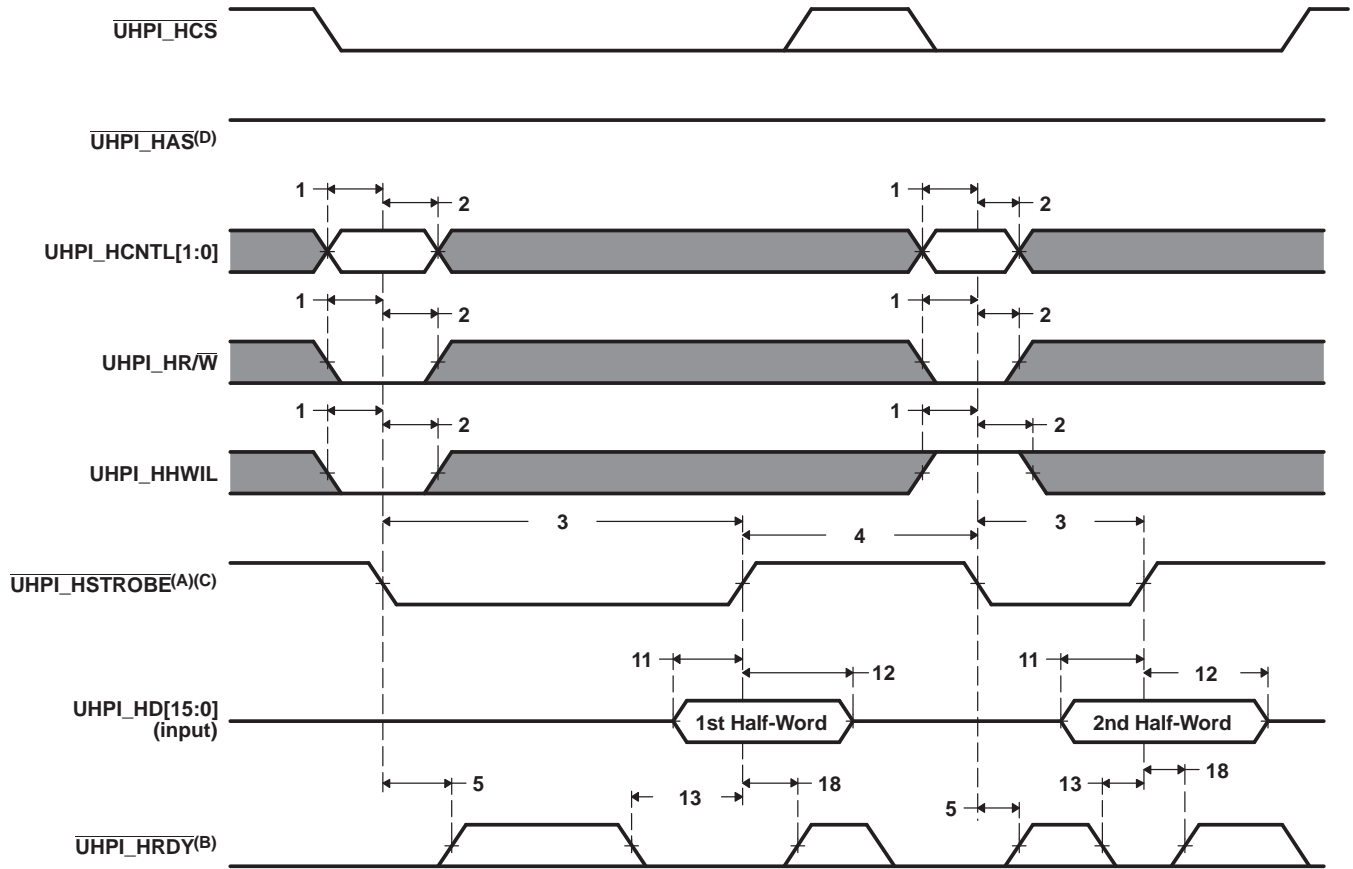 UHPI_HCS
UHPI_HAS(D)
1 2 1 2
UHPI_HCNTL[1:0]
1 2 1 2
UHPI_HR/W
1 2 1 2
UHPI_HHWIL
3 4 3
UHPI_HSTROBE(A)(C)
11 12 11 12
UHPI_HD[15:0]
(input)
1st Half-Word 2nd Half-Word
5 13 18 5 13 18
UHPI_HRDY(B)